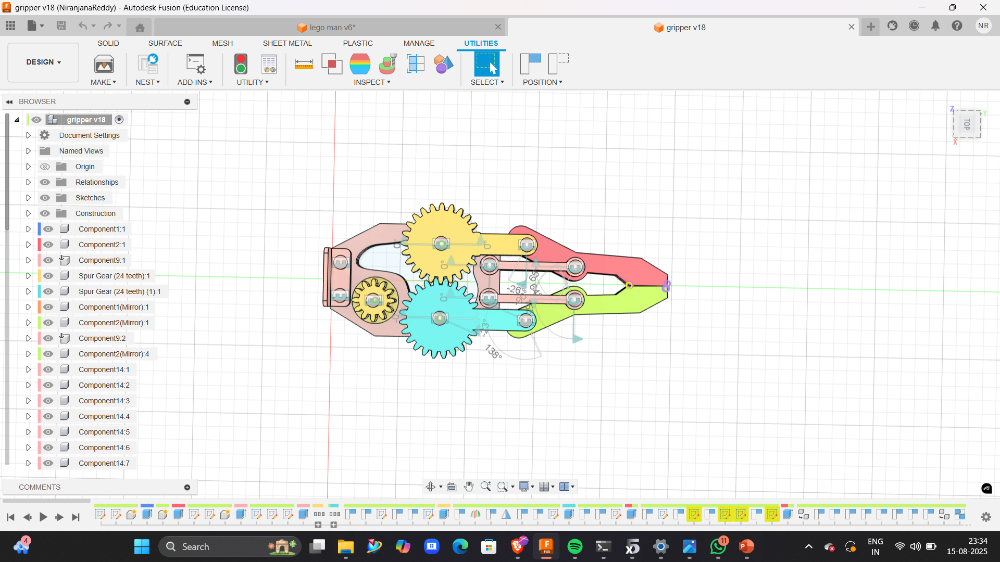 gripper v18 (NiranjanaReddy) - Autodesk Fusion (Education License)
lego man v6*
gripper v18
NR
DESIGN
SOLID
SURFACE
MESH
SHEET METAL
PLASTIC
MANAGE
UTILITIES
MAKE
NEST
ADD-INS
UTILITY
INSPECT
SELECT
POSITION
BROWSER
gripper v18
Document Settings
Named Views
Origin
Relationships
Sketches
Construction
Component1:1
Component2:1
Component9:1
Spur Gear (24 teeth):1
Spur Gear (24 teeth) (1):1
Component1(Mirror):1
Component2(Mirror):1
Component9:2
Component2(Mirror):4
Component14:1
Component14:2
Component14:3
Component14:4
Component14:5
Component14:6
Component14:7
COMMENTS
Z
Y
TOP
X
0°
0°
0°
0°
-26°
138°
4
Search
11
ENG
IN
23:34
15-08-2025